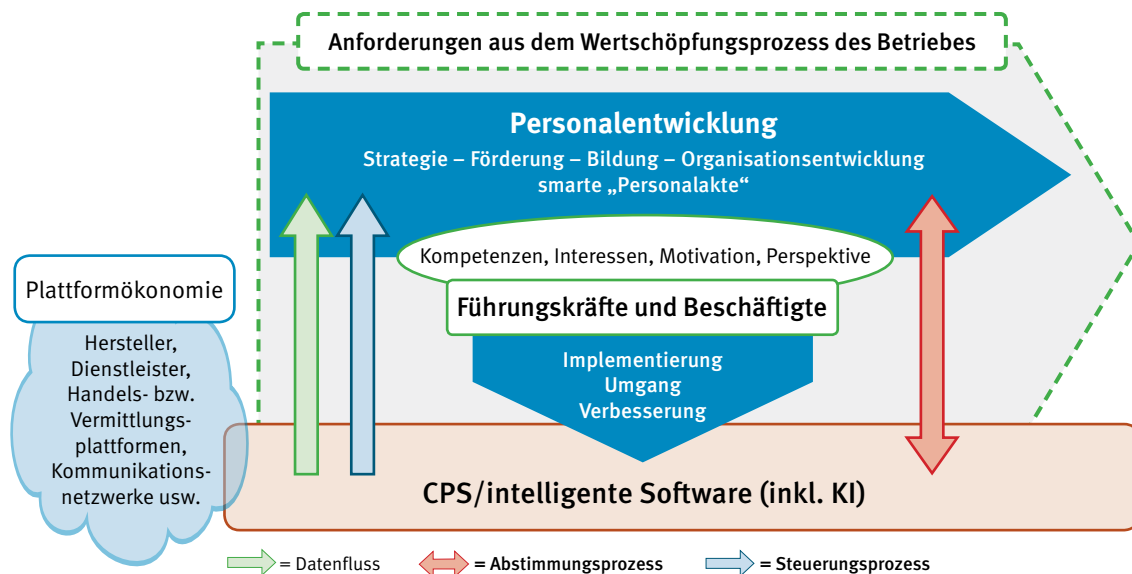 Anforderungen aus dem Wertschöpfungsprozess des Betriebes
Personalentwicklung
Strategie – Förderung – Bildung – Organisationsentwicklung
smarte „Personalakte“
Kompetenzen, Interessen, Motivation, Perspektive
Führungskräfte und Beschäftigte
Implementierung
Umgang
Verbesserung
Plattformökonomie
Hersteller,
Dienstleister,
Handels- bzw.
Vermittlungs-
plattformen,
Kommunikations-
netzwerke usw.
CPS/intelligente Software (inkl. KI)
= Datenfluss
= Abstimmungsprozess
= Steuerungsprozess